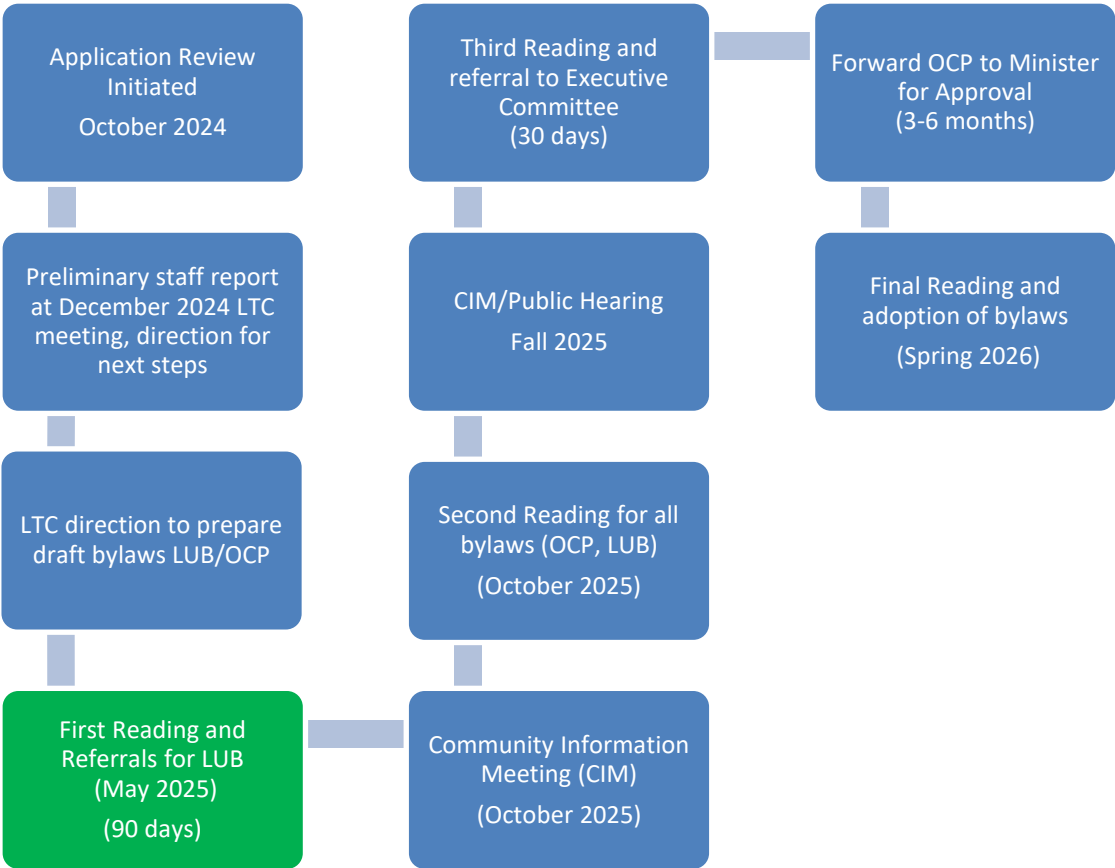 Application Review
Initiated
October 2024
Preliminary staff report
at December 2024 LTC
meeting, direction for
next steps
LTC direction to prepare
draft bylaws LUB/OCP
First Reading and
Referrals for LUB
(May 2025)
(90 days)
Community Information
Meeting (CIM)
(October 2025)
Second Reading for all
bylaws (OCP, LUB)
(October 2025)
CIM/Public Hearing
Fall 2025
Third Reading and
referral to Executive
Committee
(30 days)
Forward OCP to Minister
for Approval
(3-6 months)
Final Reading and
adoption of bylaws
(Spring 2026)